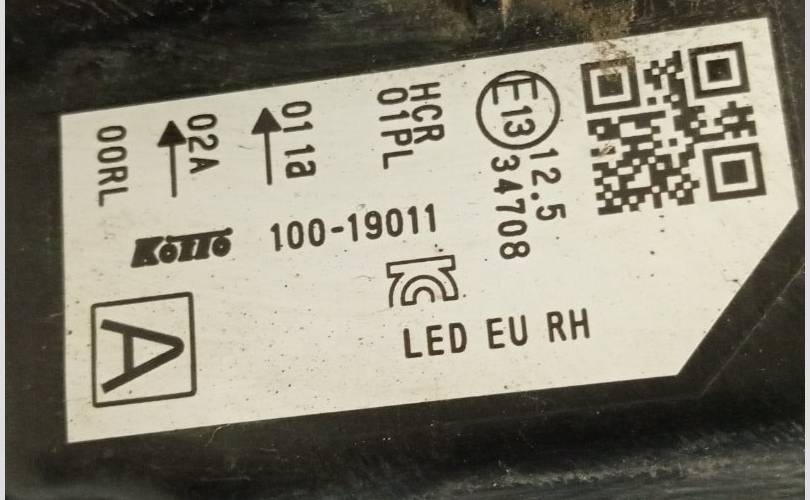 E13
12.5
34708
HCR
01PL
01 1a
02A
00RL
KOITO
100-19011
LED EU RH
A